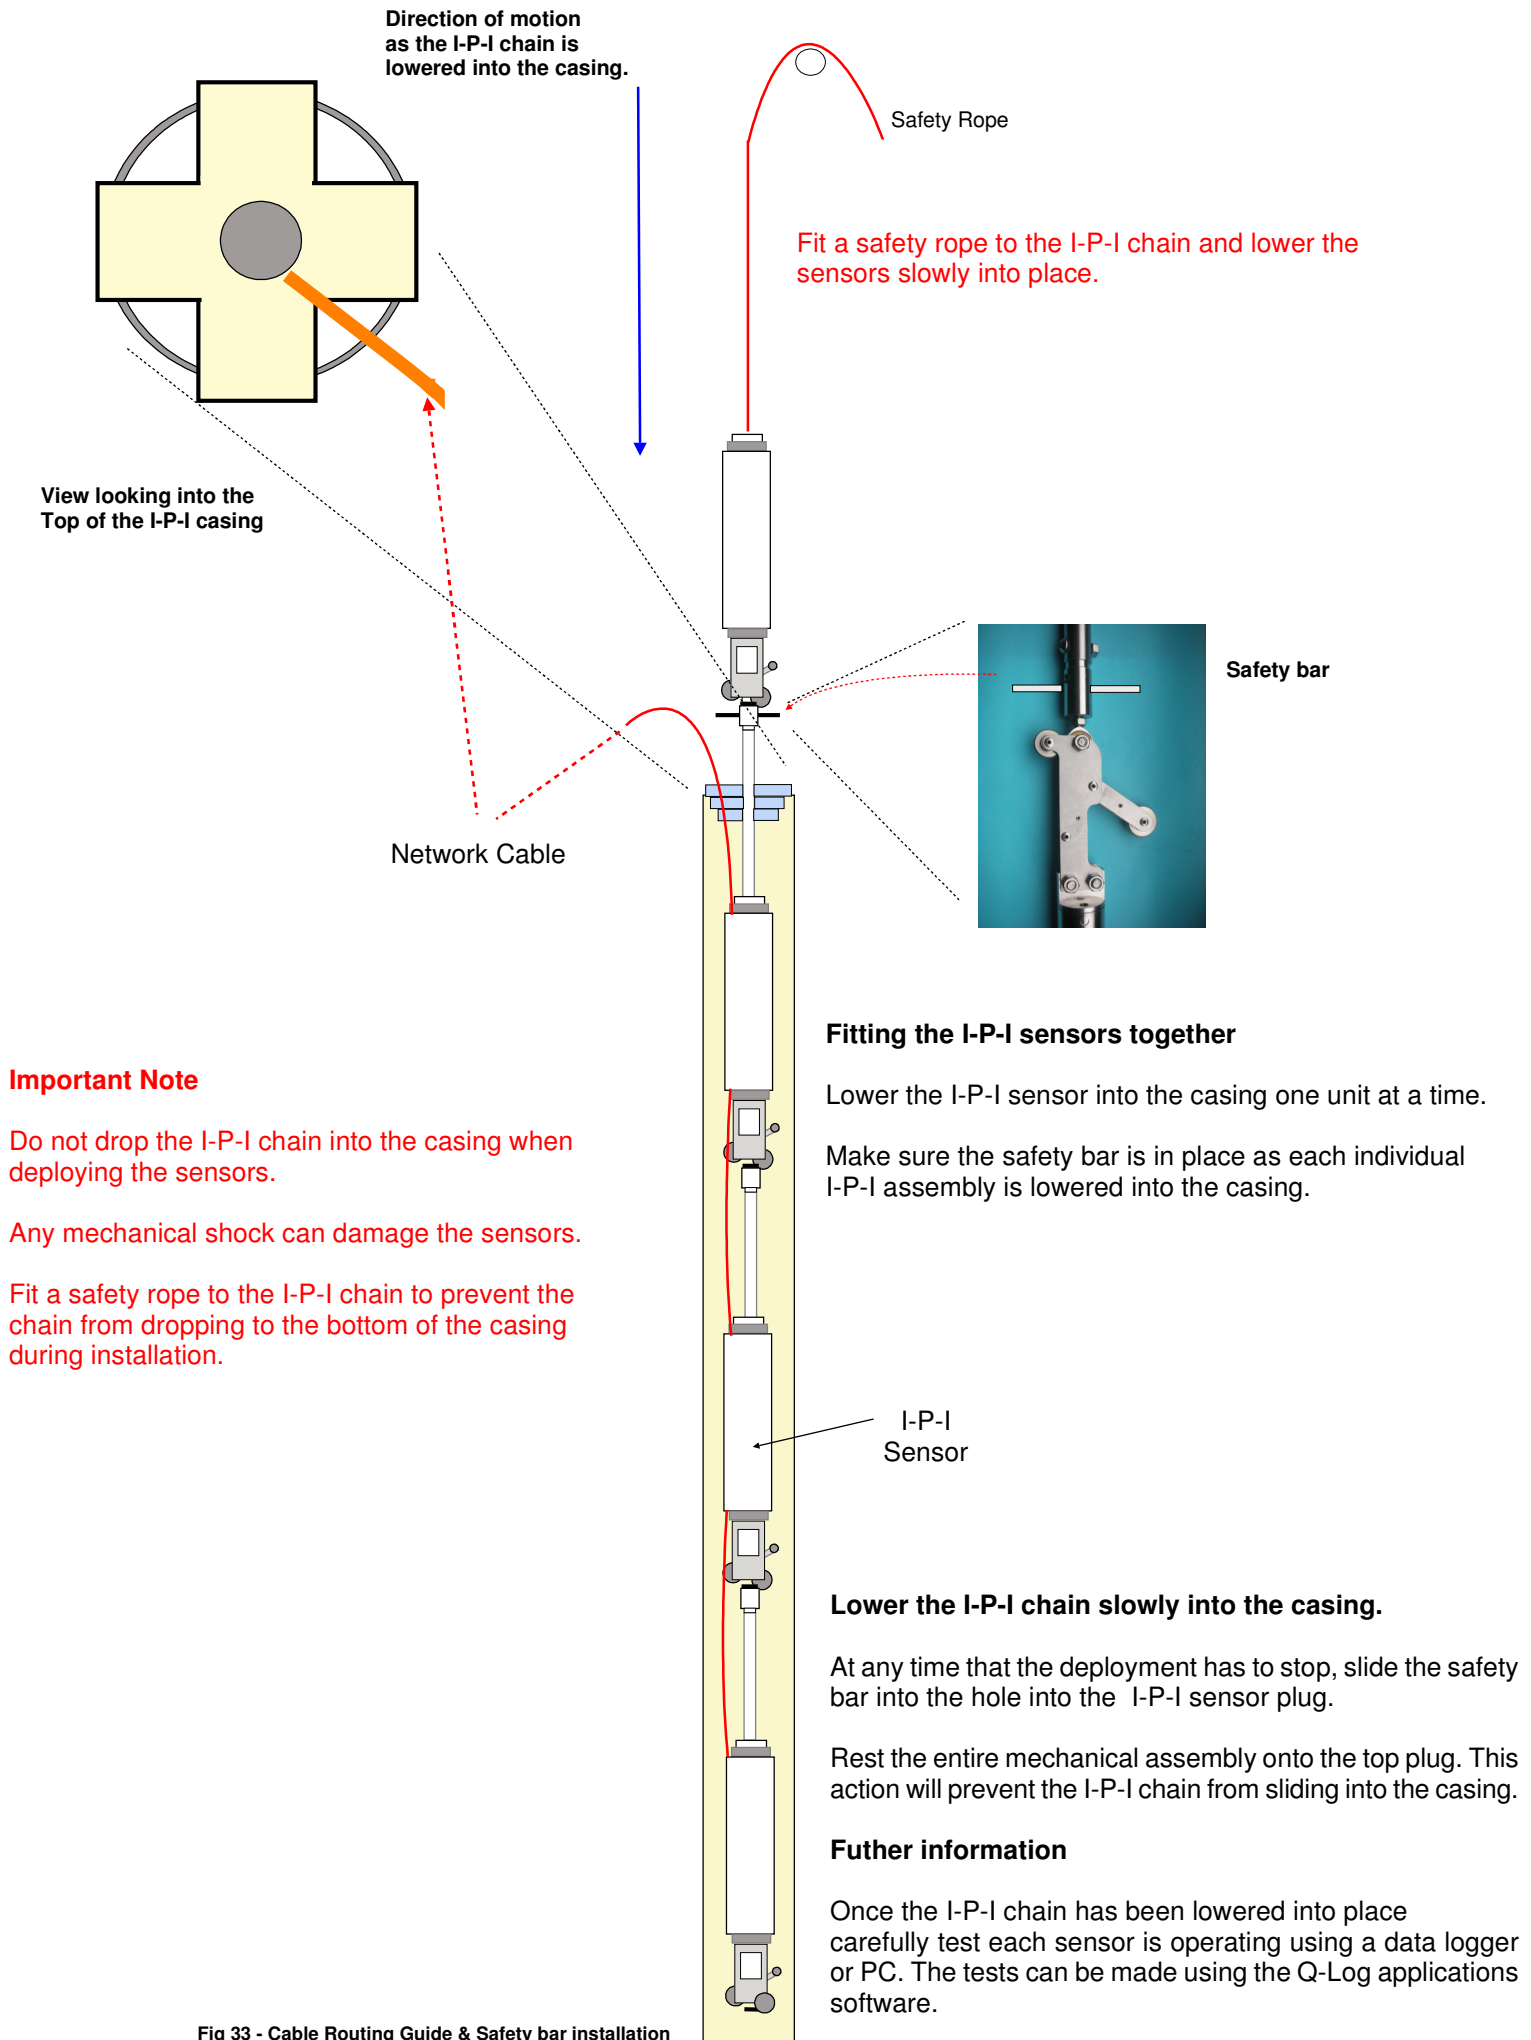 Direction of motion
as the I-P-I chain is
lowered into the casing.
Safety Rope
Fit a safety rope to the I-P-I chain and lower the
sensors slowly into place.
View looking into the
Top of the I-P-I casing
Safety bar
Network Cable
Fitting the I-P-I sensors together
Lower the I-P-I sensor into the casing one unit at a time.
Make sure the safety bar is in place as each individual
I-P-I assembly is lowered into the casing.
Important Note
Do not drop the I-P-I chain into the casing when
deploying the sensors.
Any mechanical shock can damage the sensors.
Fit a safety rope to the I-P-I chain to prevent the
chain from dropping to the bottom of the casing
during installation.
I-P-I
Sensor
Lower the I-P-I chain slowly into the casing.
At any time that the deployment has to stop, slide the safety
bar into the hole into the  I-P-I sensor plug.
Rest the entire mechanical assembly onto the top plug. This
action will prevent the I-P-I chain from sliding into the casing.
Futher information
Once the I-P-I chain has been lowered into place
carefully test each sensor is operating using a data logger
or PC. The tests can be made using the Q-Log applications
software.
Fig 33 - Cable Routing Guide & Safety bar installation